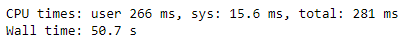 CPU times: user 266 ms, sys: 15.6 ms, total: 281 ms
Wall time: 50.7 s